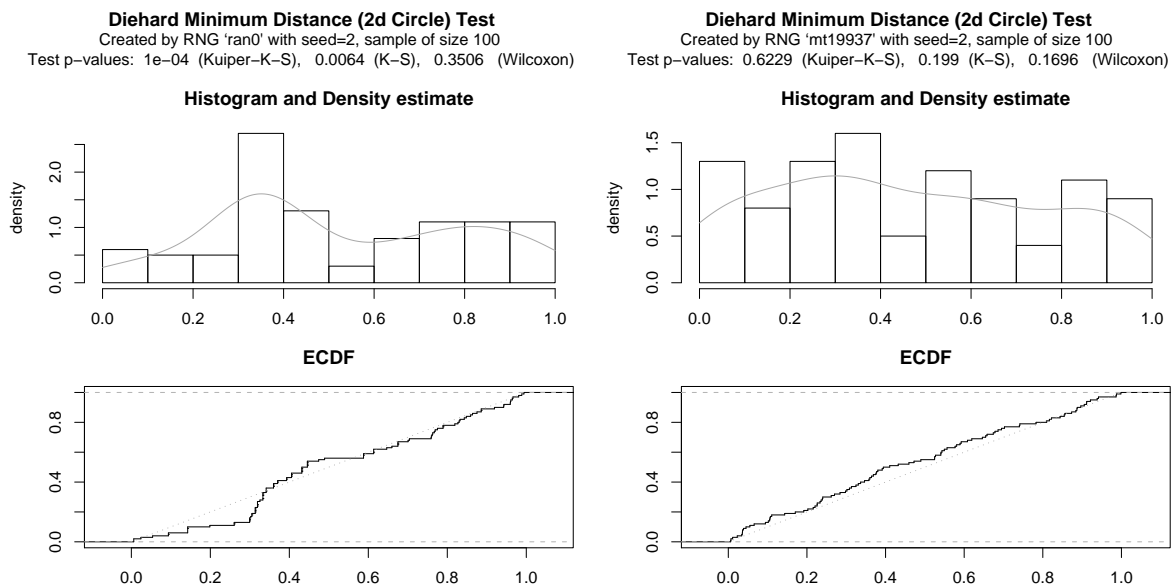 Diehard Minimum Distance (2d Circle) Test
Created by RNG ‘ran0’ with seed=2, sample of size 100
Test p−values: 1e−04 (Kuiper−K−S), 0.0064 (K−S), 0.3506 (Wilcoxon)
Histogram and Density estimate
density
0.0 1.0 2.0
0.0 0.2 0.4 0.6 0.8 1.0
ECDF
0.0 0.4 0.8
0.0 0.2 0.4 0.6 0.8 1.0
Diehard Minimum Distance (2d Circle) Test
Created by RNG ‘mt19937’ with seed=2, sample of size 100
Test p−values: 0.6229 (Kuiper−K−S), 0.199 (K−S), 0.1696 (Wilcoxon)
Histogram and Density estimate
density
0.0 0.5 1.0 1.5
0.0 0.2 0.4 0.6 0.8 1.0
ECDF
0.0 0.4 0.8
0.0 0.2 0.4 0.6 0.8 1.0